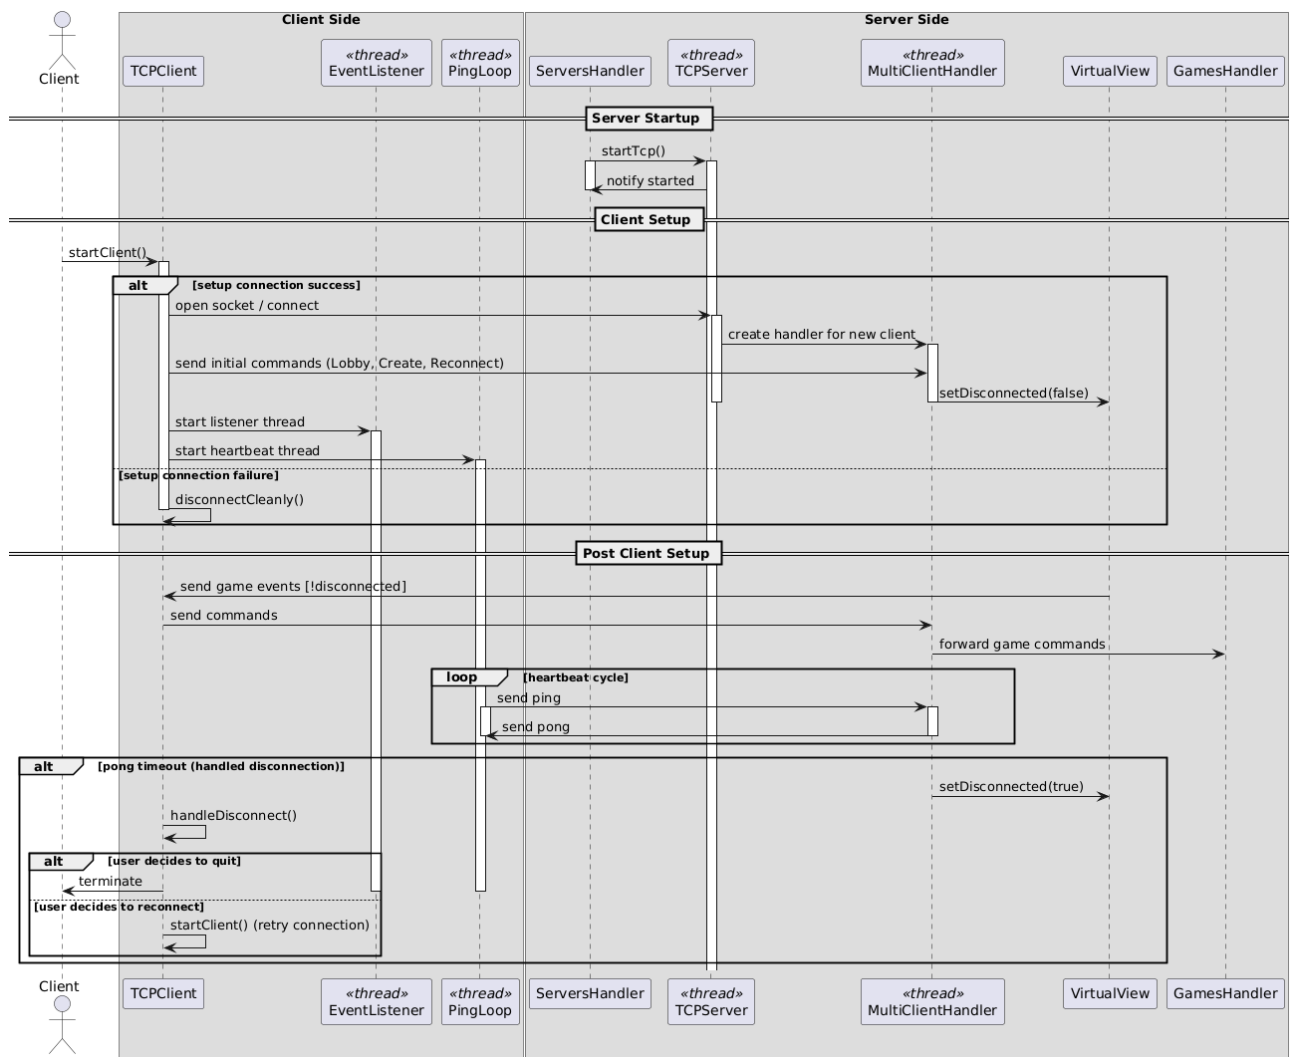 Client Side
Server Side
Client
TCPClient
«thread»
EventListener
«thread»
PingLoop
ServersHandler
«thread»
TCPServer
«thread»
MultiClientHandler
VirtualView
GamesHandler
Server Startup
startTcp()
notify started
Client Setup
startClient()
alt
[setup connection success]
open socket / connect
create handler for new client
send initial commands (Lobby, Create, Reconnect)
setDisconnected(false)
start listener thread
start heartbeat thread
[setup connection failure]
disconnectCleanly()
Post Client Setup
send game events [!disconnected]
send commands
forward game commands
loop
[heartbeat cycle]
send ping
send pong
alt
[pong timeout (handled disconnection)]
setDisconnected(true)
handleDisconnect()
alt
[user decides to quit]
terminate
[user decides to reconnect]
startClient() (retry connection)
Client
TCPClient
«thread»
EventListener
«thread»
PingLoop
ServersHandler
«thread»
TCPServer
«thread»
MultiClientHandler
VirtualView
GamesHandler